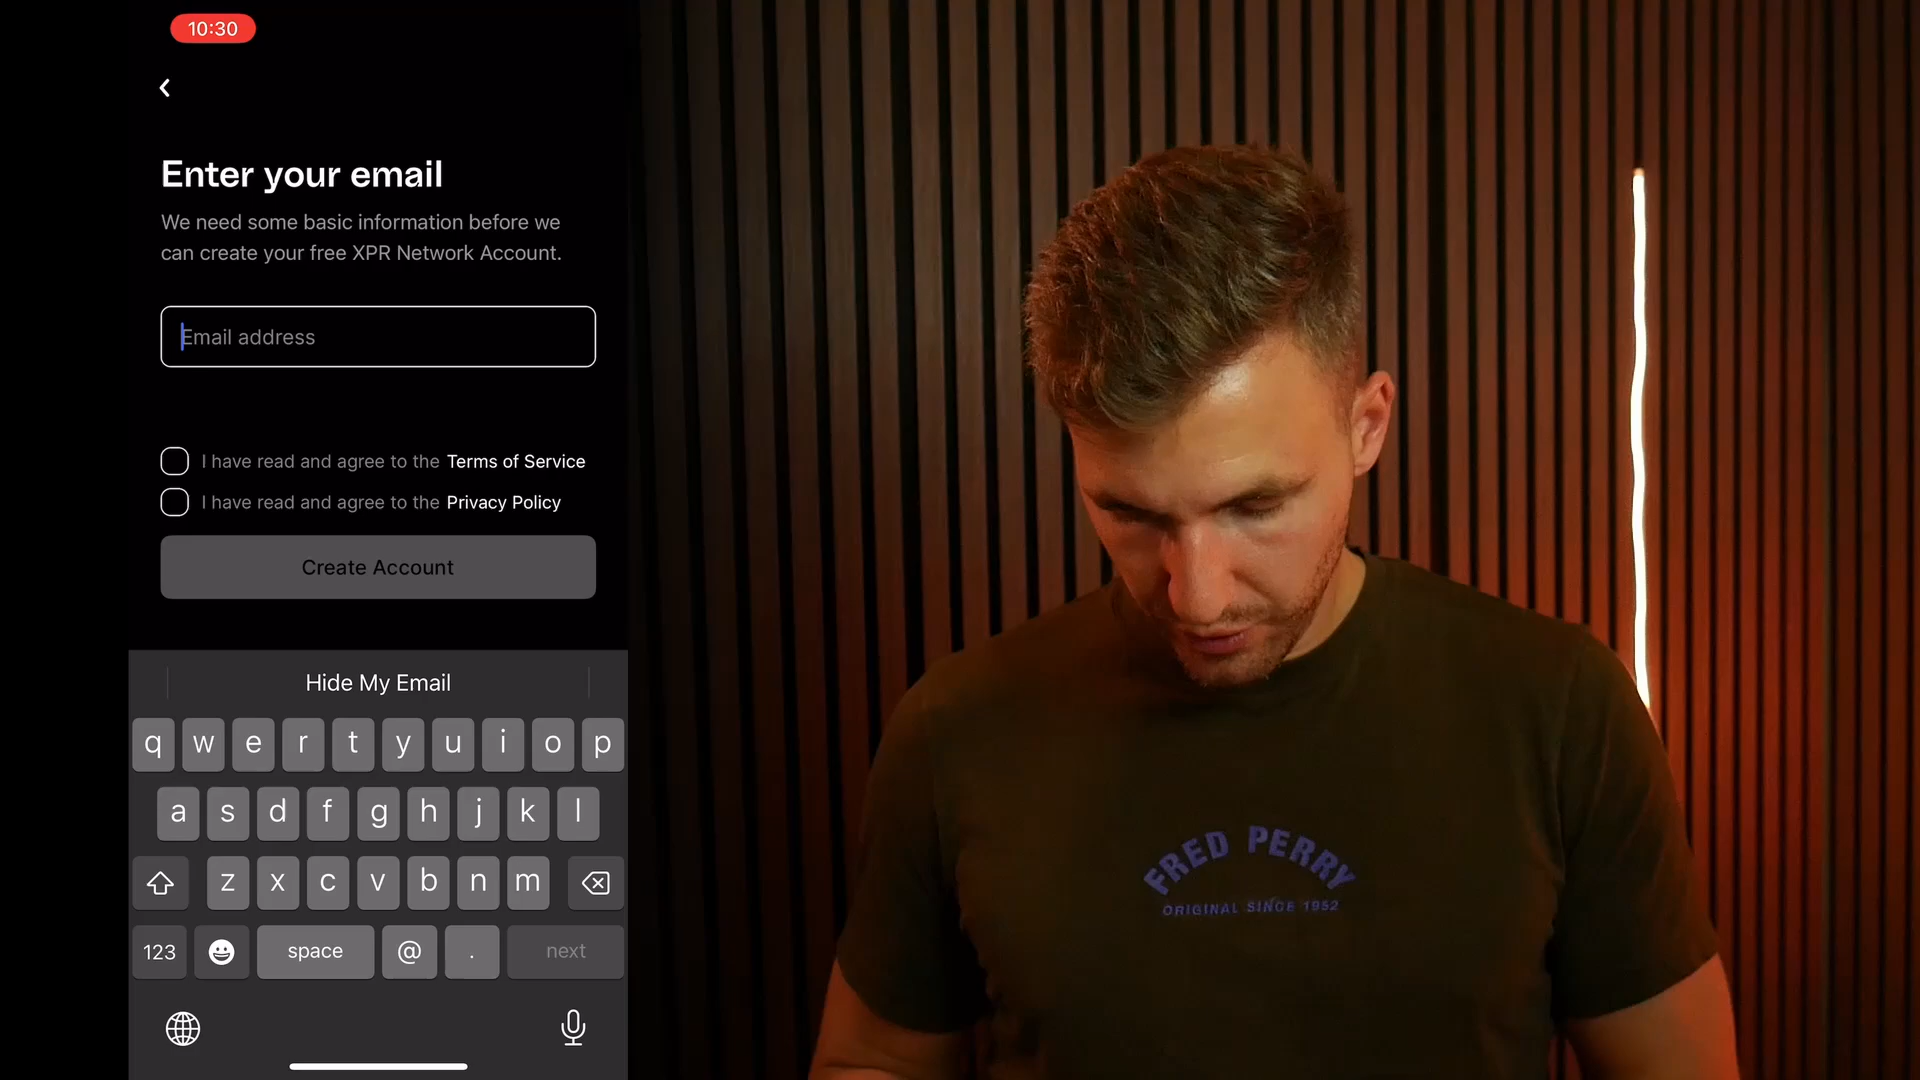 10:30
Enter your email
We need some basic information before we
can create your free XPR Network Account.
Email address
I have read and agree to the Terms of Service
I have read and agree to the Privacy Policy
Create Account
Hide My Email
q w e r t y u i o p
a s d f g h j k l
z x c v b n m
123 space @ . next
FRED PERRY
ORIGINAL SINCE 1952